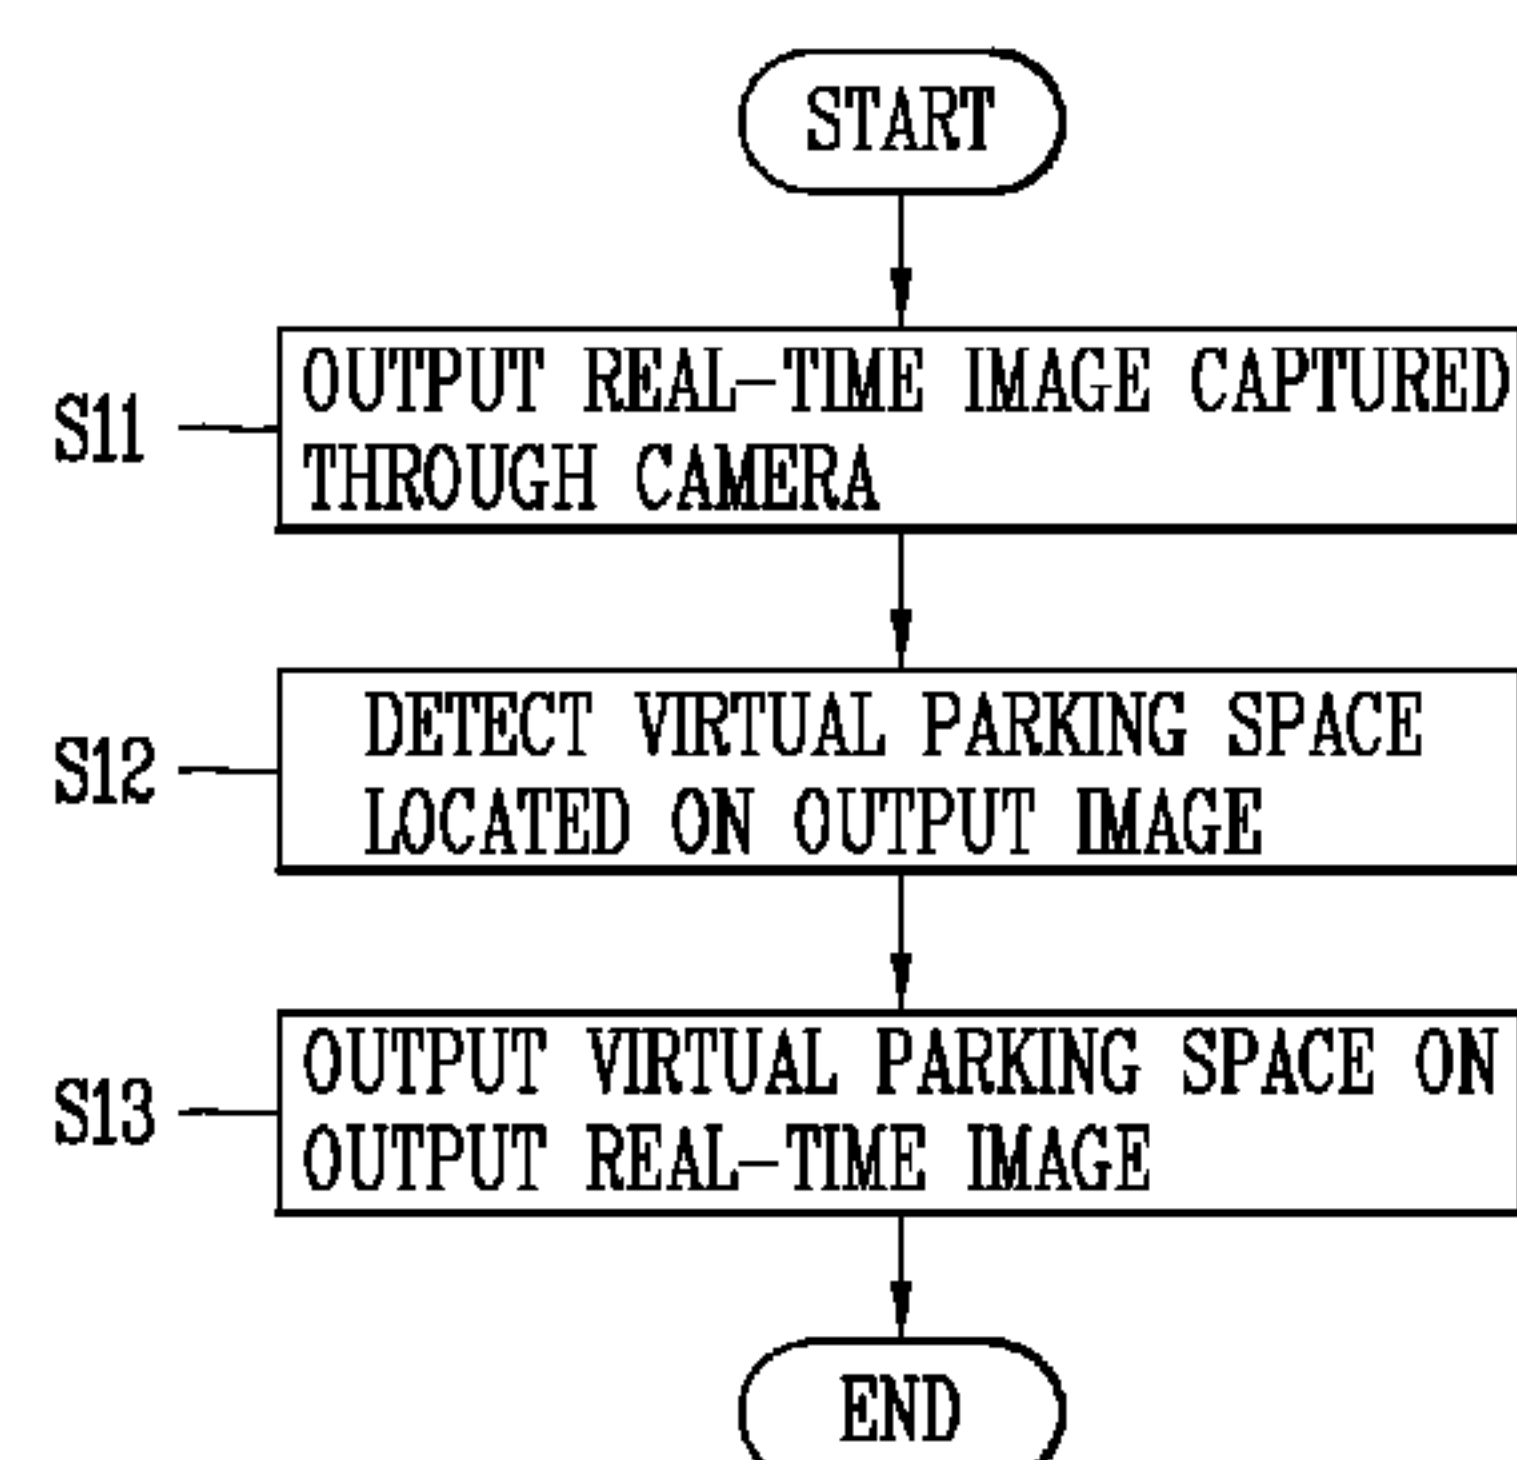 START
S11
OUTPUT REAL-TIME IMAGE CAPTURED
THROUGH CAMERA
S12
DETECT VIRTUAL PARKING SPACE
LOCATED ON OUTPUT IMAGE
S13
OUTPUT VIRTUAL PARKING SPACE ON
OUTPUT REAL-TIME IMAGE
END